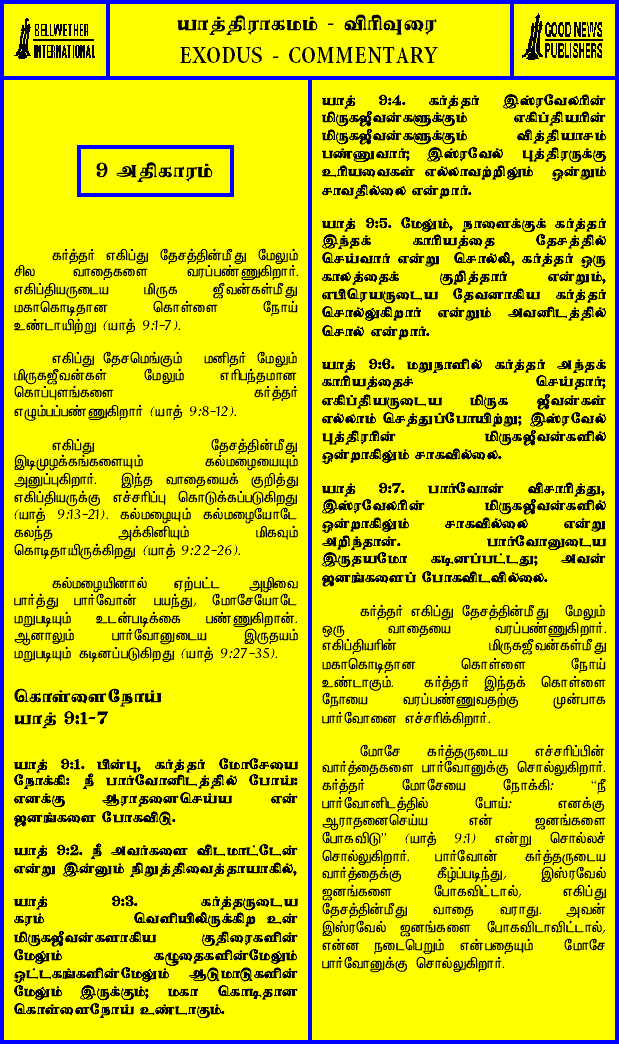 BELLWETHER
INTERNATIONAL
யாத்திராகமம் - விரிவுரை
EXODUS - COMMENTARY
GOOD NEWS
PUBLISHERS
9 அதிகாரம்
கர்த்தர் எகிப்து தேசத்தின்மீது மேலும்
சில வாதைகளை வரப்பண்ணுகிறார்.
எகிப்தியருடைய மிருக ஜீவன்கள்மீது
மகாகொடிதான கொள்ளை நோய்
உண்டாயிற்று (யாத் 9:1-7).
எகிப்து தேசமெங்கும் மனிதர் மேலும்
மிருகஜீவன்கள் மேலும் எரிபந்தமான
கொப்புளங்களை கர்த்தர்
எழும்பப்பண்ணுகிறார் (யாத் 9:8-12).
எகிப்து தேசத்தின்மீது
இடிமுழக்கங்களையும் கல்மழையையும்
அனுப்புகிறார். இந்த வாதையைக் குறித்து
எகிப்தியருக்கு எச்சரிப்பு கொடுக்கப்படுகிறது
(யாத் 9:13-21). கல்மழையும் கல்மழையோடே
கலந்த அக்கினியும் மிகவும்
கொடிதாயிருக்கிறது (யாத் 9:22-26).
கல்மழையினால் ஏற்பட்ட அழிவை
பார்த்து பார்வோன் பயந்து, மோசேயோடே
மறுபடியும் உடன்படிக்கை பண்ணுகிறான்.
ஆனாலும் பார்வோனுடைய இருதயம்
மறுபடியும் கடினப்படுகிறது (யாத் 9:27-35).
கொள்ளைநோய்
யாத் 9:1-7
யாத் 9:1. பின்பு, கர்த்தர் மோசேயை
நோக்கி: நீ பார்வோனிடத்தில் போய்:
எனக்கு ஆராதனைசெய்ய என்
ஜனங்களை போகவிடு.
யாத் 9:2. நீ அவர்களை விடமாட்டேன்
என்று இன்னும் நிறுத்திவைத்தாயாகில்,
யாத் 9:3. கர்த்தருடைய
கரம் வெளியிலிருக்கிற உன்
மிருகஜீவன்களாகிய குதிரைகளின்
மேலும் கழுதைகளின்மேலும்
ஒட்டகங்களின்மேலும் ஆடுமாடுகளின்
மேலும் இருக்கும்; மகா கொடிதான
கொள்ளைநோய் உண்டாகும்.
யாத் 9:4. கர்த்தர் இஸ்ரவேலரின்
மிருகஜீவன்களுக்கும் எகிப்தியரின்
மிருகஜீவன்களுக்கும் வித்தியாசம்
பண்ணுவார்; இஸ்ரவேல் புத்திரருக்கு
உரியவைகள் எல்லாவற்றிலும் ஒன்றும்
சாவதில்லை என்றார்.
யாத் 9:5. மேலும், நாளைக்குக் கர்த்தர்
இந்தக் காரியத்தை தேசத்தில்
செய்வார் என்று சொல்லி, கர்த்தர் ஒரு
காலத்தைக் குறித்தார் என்றும்,
எபிரெயருடைய தேவனாகிய கர்த்தர்
சொல்லுகிறார் என்றும் அவனிடத்தில்
சொல் என்றார்.
யாத் 9:6. மறுநாளில் கர்த்தர் அந்தக்
காரியத்தைச் செய்தார்;
எகிப்தியருடைய மிருக ஜீவன்கள்
எல்லாம் செத்துப்போயிற்று; இஸ்ரவேல்
புத்திரரின் மிருகஜீவன்களில்
ஒன்றாகிலும் சாகவில்லை.
யாத் 9:7. பார்வோன் விசாரித்து,
இஸ்ரவேலரின் மிருகஜீவன்களில்
ஒன்றாகிலும் சாகவில்லை என்று
அறிந்தான். பார்வோனுடைய
இருதயமோ கடினப்பட்டது; அவன்
ஜனங்களைப் போகவிடவில்லை.
கர்த்தர் எகிப்து தேசத்தின்மீது மேலும்
ஒரு வாதையை வரப்பண்ணுகிறார்.
எகிப்தியரின் மிருகஜீவன்கள்மீது
மகாகொடிதான கொள்ளை நோய்
உண்டாகும். கர்த்தர் இந்தக் கொள்ளை
நோயை வரப்பண்ணுவதற்கு முன்பாக
பார்வோனை எச்சரிக்கிறார்.
மோசே கர்த்தருடைய எச்சரிப்பின்
வார்த்தைகளை பார்வோனுக்கு சொல்லுகிறார்.
கர்த்தர் மோசேயை நோக்கி: "நீ
பார்வோனிடத்தில் போய்: எனக்கு
ஆராதனைசெய்ய என் ஜனங்களை
போகவிடு" (யாத் 9:1) என்று சொல்லச்
சொல்லுகிறார். பார்வோன் கர்த்தருடைய
வார்த்தைக்கு கீழ்ப்படிந்து, இஸ்ரவேல்
ஜனங்களை போகவிட்டால், எகிப்து
தேசத்தின்மீது வாதை வராது. அவன்
இஸ்ரவேல் ஜனங்களை போகவிடாவிட்டால்,
என்ன நடைபெறும் என்பதையும் மோசே
பார்வோனுக்கு சொல்லுகிறார்.